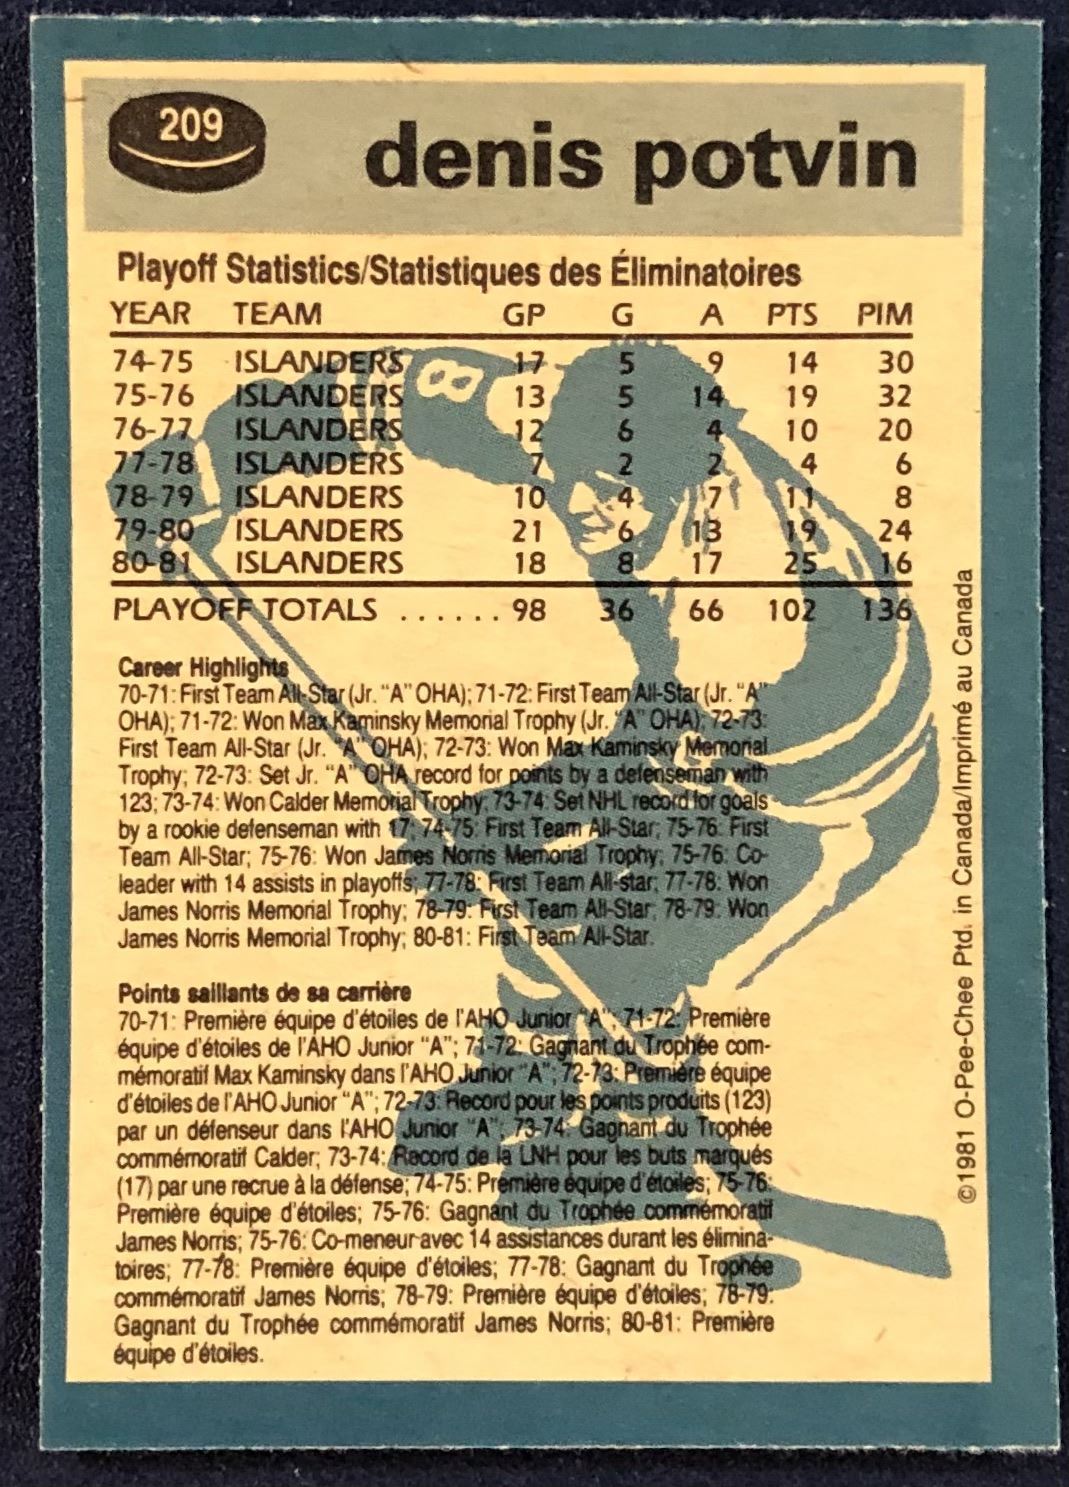 209
denis potvin
Playoff Statistics/Statistiques des Éliminatoires
YEAR TEAM GP G A PTS PIM
74-75 ISLANDERS 17 5 9 14 30
75-76 ISLANDERS 13 5 14 19 32
76-77 ISLANDERS 12 6 4 10 20
77-78 ISLANDERS 7 2 2 4 6
78-79 ISLANDERS 10 4 7 11 8
79-80 ISLANDERS 21 6 13 19 24
80-81 ISLANDERS 18 8 17 25 16
PLAYOFF TOTALS ...... 98 36 66 102 136
Career Highlights
70-71: First Team All-Star (Jr. "A" OHA); 71-72: First Team All-Star (Jr. "A"
OHA); 71-72: Won Max Kaminsky Memorial Trophy (Jr. "A" OHA); 72-73:
First Team All-Star (Jr. "A" OHA); 72-73: Won Max Kaminsky Memorial
Trophy; 72-73: Set Jr. "A" OHA record for points by a defenseman with
123; 73-74: Won Calder Memorial Trophy; 73-74: Set NHL record for goals
by a rookie defenseman with 17; 74-75: First Team All-Star; 75-76: First
Team All-Star; 75-76: Won James Norris Memorial Trophy; 75-76: Co-
leader with 14 assists in playoffs; 77-78: First Team All-star; 77-78: Won
James Norris Memorial Trophy; 78-79: First Team All-Star; 78-79: Won
James Norris Memorial Trophy; 80-81: First Team All-Star.
Points saillants de sa carrière
70-71: Première équipe d'étoiles de l'AHO Junior "A"; 71-72: Première
équipe d'étoiles de l'AHO Junior "A"; 71-72: Gagnant du Trophée com-
mémoratif Max Kaminsky dans l'AHO Junior "A"; 72-73: Première équipe
d'étoiles de l'AHO Junior "A"; 72-73: Record pour les points produits (123)
par un défenseur dans l'AHO Junior "A"; 73-74: Gagnant du Trophée
commémoratif Calder; 73-74: Record de la LNH pour les buts marqués
(17) par une recrue à la défense; 74-75: Première équipe d'étoiles; 75-76:
Première équipe d'étoiles; 75-76: Gagnant du Trophée commémoratif
James Norris; 75-76: Co-meneur avec 14 assistances durant les élimina-
toires; 77-78: Première équipe d'étoiles; 77-78: Gagnant du Trophée
commémoratif James Norris; 78-79: Première équipe d'étoiles; 78-79:
Gagnant du Trophée commémoratif James Norris; 80-81: Première
équipe d'étoiles.
©1981 O-Pee-Chee Ptd. in Canada/Imprimé au Canada
8